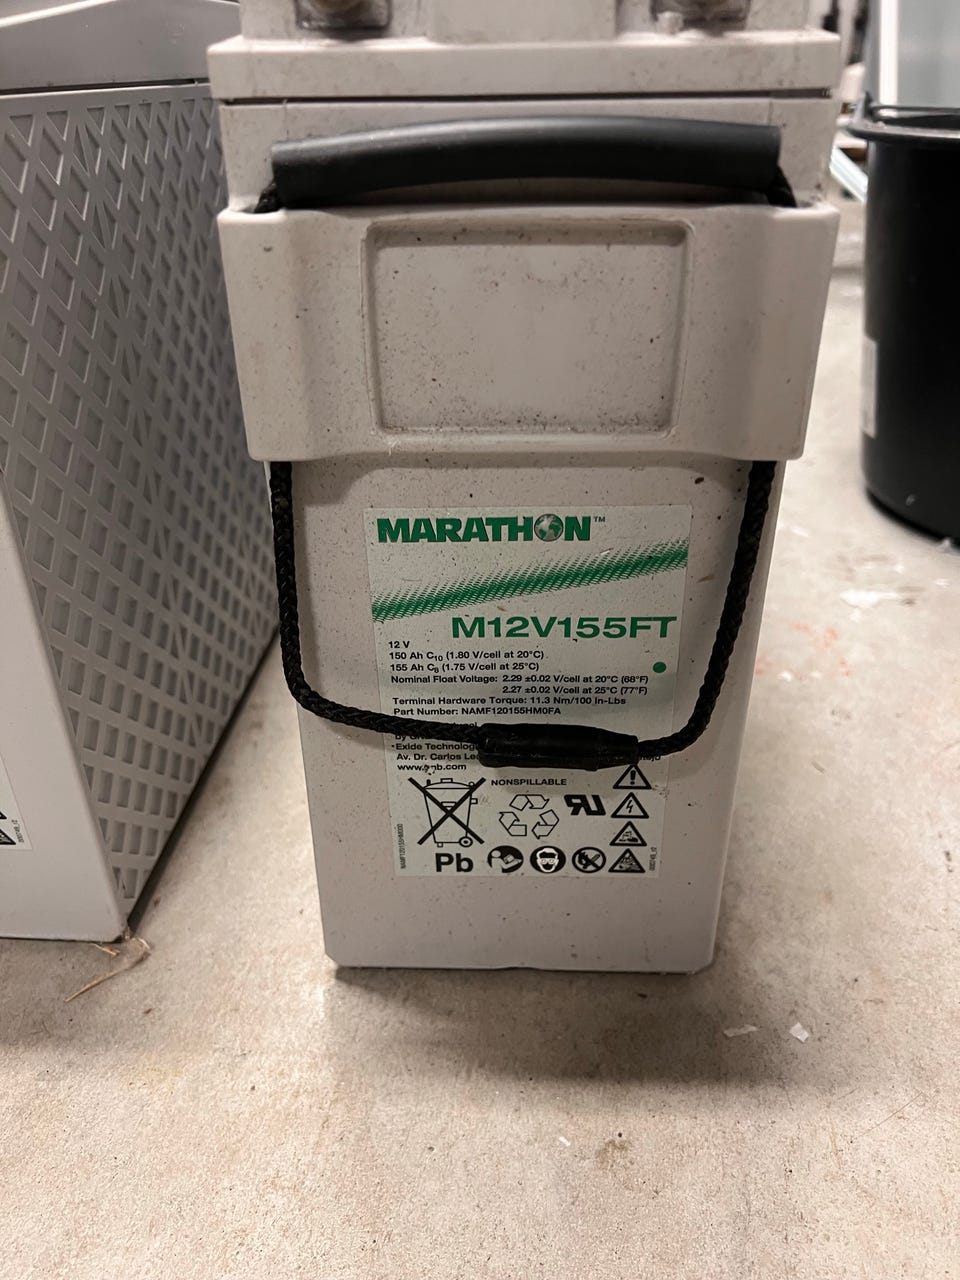 MARATHON™
M12V155FT
12 V
150 Ah C10 (1.80 V/cell at 20°C)
155 Ah C8 (1.75 V/cell at 25°C)
Nominal Float Voltage: 2.29 ±0.02 V/cell at 20°C (68°F)
2.27 ±0.02 V/cell at 25°C (77°F)
Terminal Hardware Torque: 11.3 Nm/100 In-Lbs
Part Number: NAMF120155HM0FA
by
Exide
Av. Dr. Carlos
NONSPILLABLE
Pb